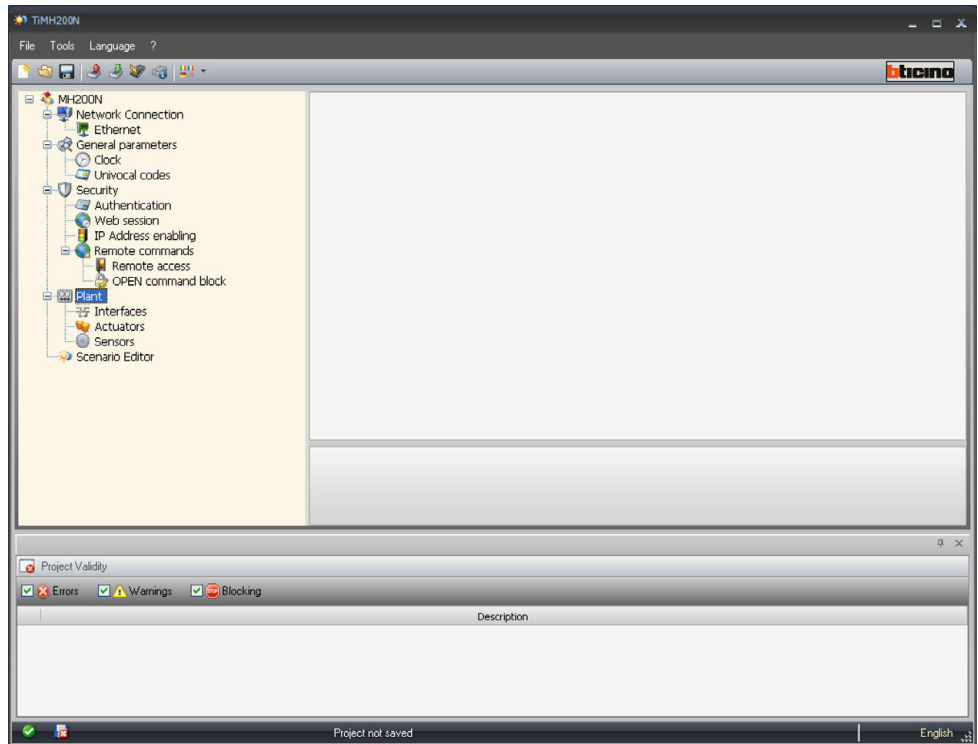 TiMH200N
File Tools Language ?
bticino
MH200N
Network Connection
Ethernet
General parameters
Clock
Univocal codes
Security
Authentication
Web session
IP Address enabling
Remote commands
Remote access
OPEN command block
Plant
Interfaces
Actuators
Sensors
Scenario Editor
Project Validity
Errors Warnings Blocking
Description
Project not saved English